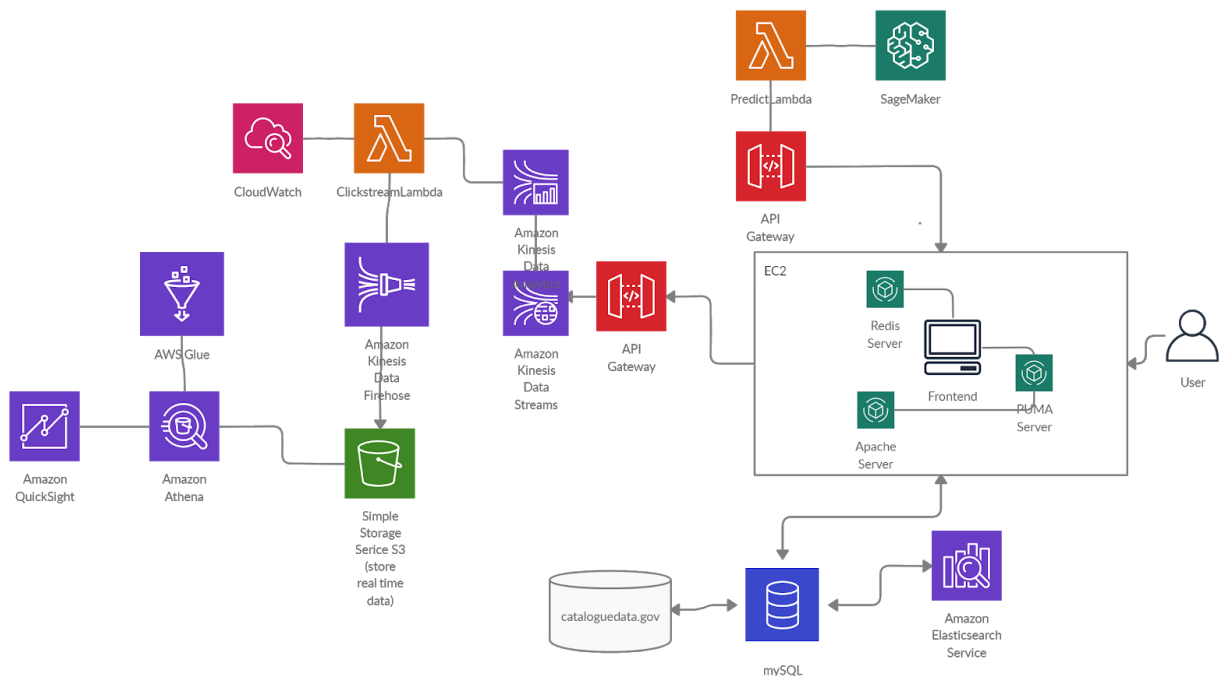 PredictLambda
SageMaker
CloudWatch
ClickstreamLambda
API
Gateway
Amazon
Kinesis
Data
Analytics
EC2
AWS Glue
Amazon
Kinesis
Data
Firehose
Amazon
Kinesis
Data
Streams
API
Gateway
Redis
Server
Frontend
PUMA
Server
User
Apache
Server
Amazon
QuickSight
Amazon
Athena
Simple
Storage
Serice S3
(store
real time
data)
cataloguedata.gov
mySQL
Amazon
Elasticsearch
Service